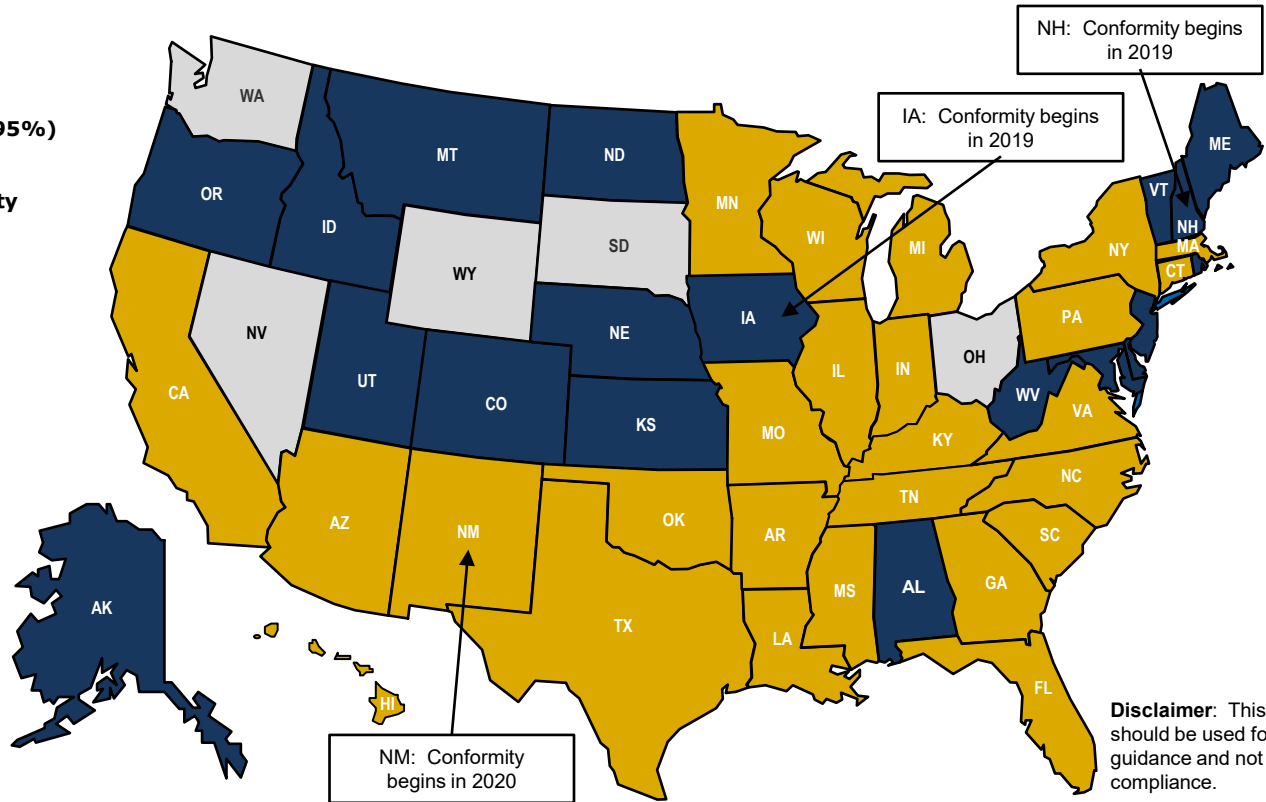 NH: Conformity begins
in 2019
IA: Conformity begins
in 2019
95%)
ty
WA
MT
ND
MN
ME
VT
NH
OR
ID
SD
WI
MI
NY
MA
CT
WY
IA
PA
NV
NE
OH
IL
IN
UT
CO
CA
KS
MO
WV
VA
KY
NC
TN
AZ
NM
OK
AR
SC
MS
AL
GA
AK
TX
LA
HI
FL
NM: Conformity
begins in 2020
Disclaimer: This
should be used fo
guidance and not
compliance.